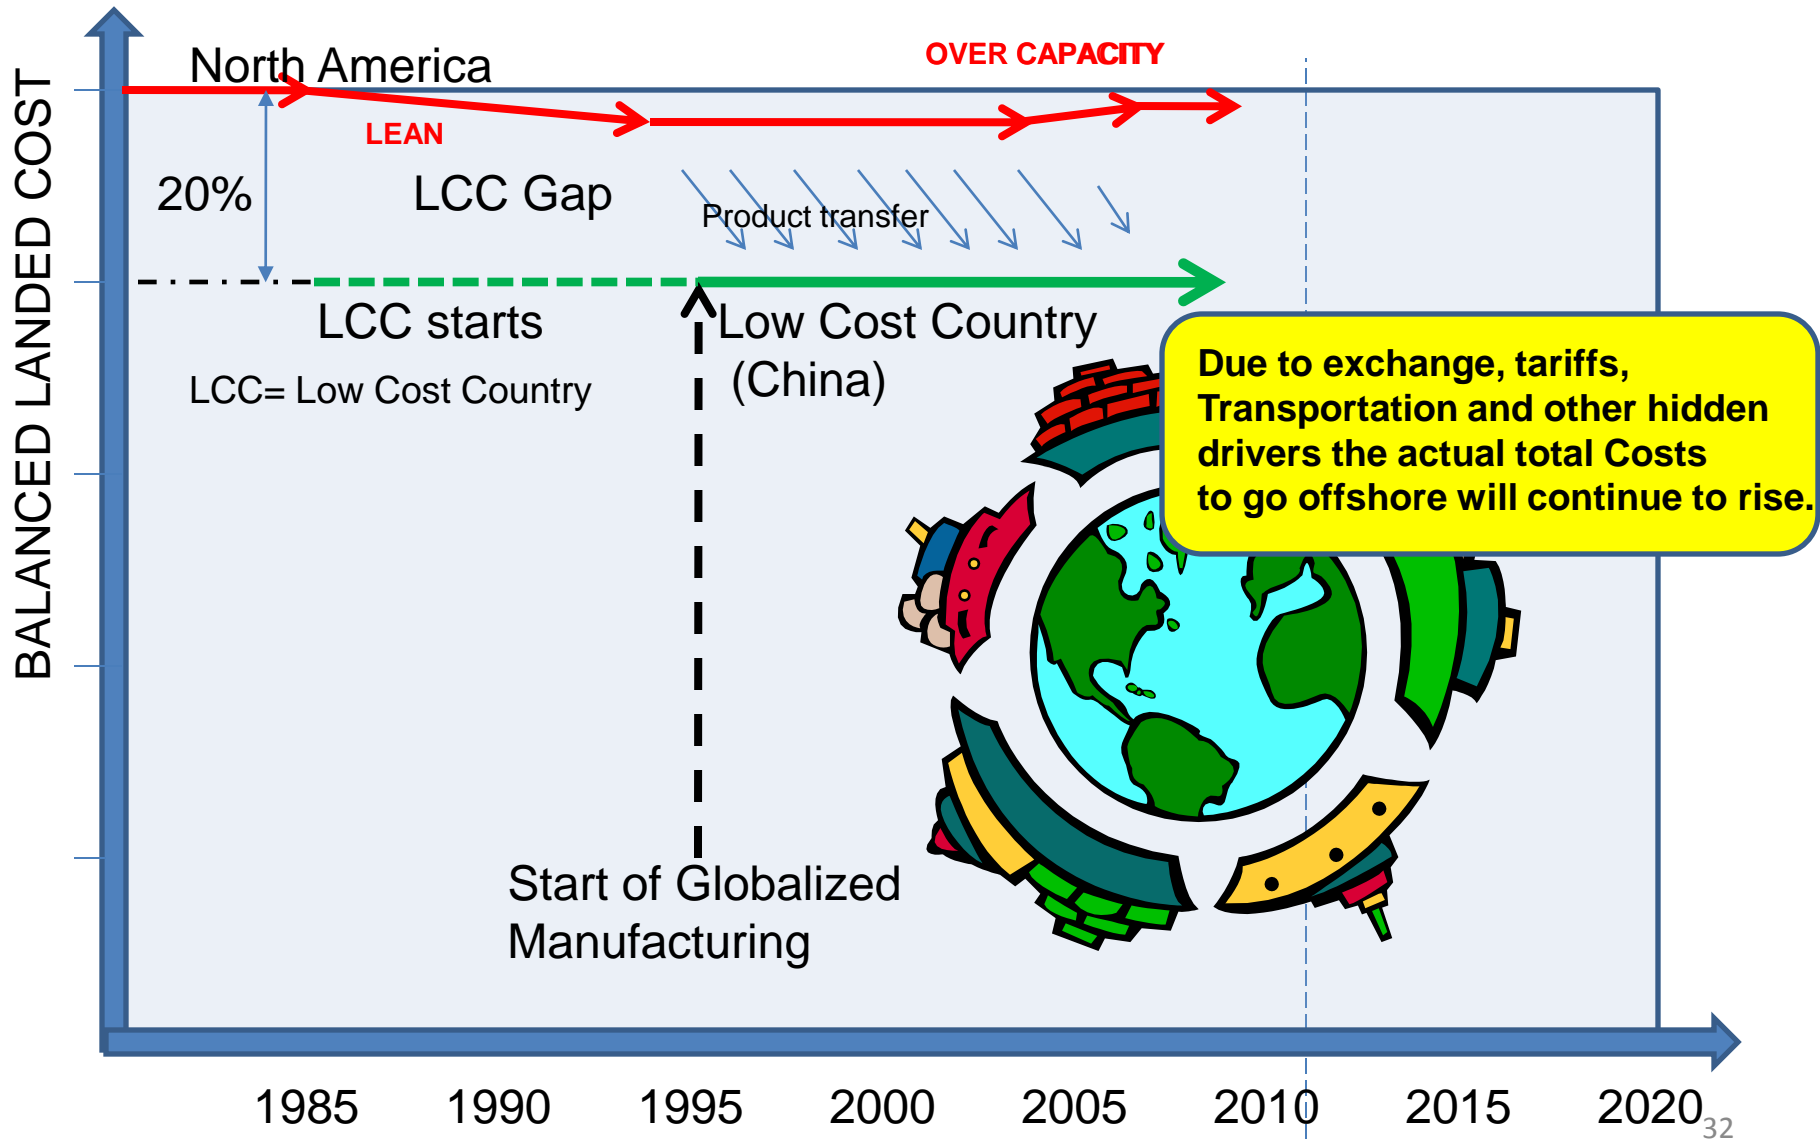 North America
OVER CAPACITY
LEAN
20%
LCC Gap
Product transfer
LCC starts
Low Cost Country
(China)
LCC= Low Cost Country
Due to exchange, tariffs,
Transportation and other hidden
drivers the actual total Costs
to go offshore will continue to rise.
BALANCED LANDED COST
Start of Globalized
Manufacturing
1985 1990 1995 2000 2005 2010 2015 2020
32